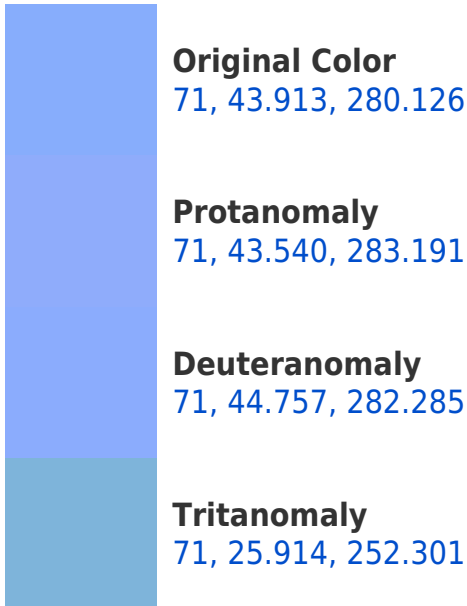 Original Color
71, 43.913, 280.126
Protanomaly
71, 43.540, 283.191
Deuteranomaly
71, 44.757, 282.285
Tritanomaly
71, 25.914, 252.301